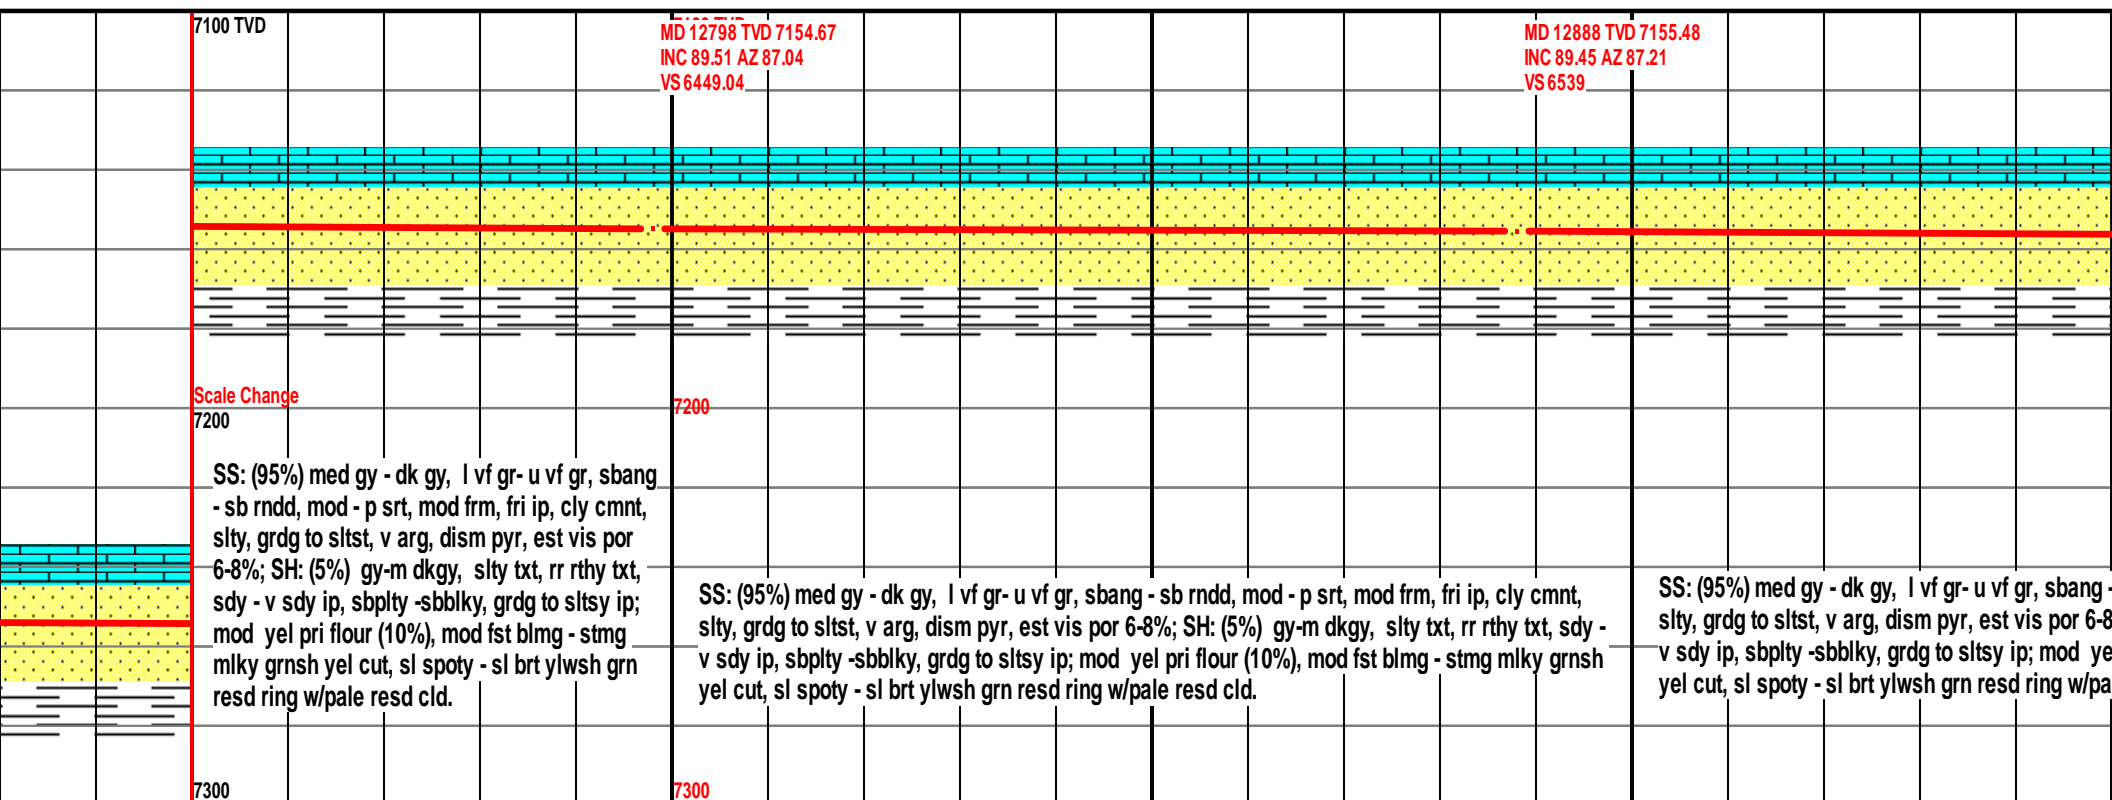 7100 TVD
7100 TVD
MD 12798 TVD 7154.67
INC 89.51 AZ 87.04
VS 6449.04
MD 12888 TVD 7155.48
INC 89.45 AZ 87.21
VS 6539
Scale Change
7200
7200
SS: (95%) med gy - dk gy, l vf gr- u vf gr, sbang
- sb rndd, mod - p srt, mod frm, fri ip, cly cmnt,
slty, grdg to sltst, v arg, dism pyr, est vis por
6-8%; SH: (5%) gy-m dkgy, slty txt, rr rthy txt,
sdy - v sdy ip, sbplty -sbblky, grdg to sltsy ip;
mod yel pri flour (10%), mod fst blmg - stmg
mlky grnsh yel cut, sl spoty - sl brt ylwsh grn
resd ring w/pale resd cld.
SS: (95%) med gy - dk gy, l vf gr- u vf gr, sbang - sb rndd, mod - p srt, mod frm, fri ip, cly cmnt,
slty, grdg to sltst, v arg, dism pyr, est vis por 6-8%; SH: (5%) gy-m dkgy, slty txt, rr rthy txt, sdy -
v sdy ip, sbplty -sbblky, grdg to sltsy ip; mod yel pri flour (10%), mod fst blmg - stmg mlky grnsh
yel cut, sl spoty - sl brt ylwsh grn resd ring w/pale resd cld.
SS: (95%) med gy - dk gy, l vf gr- u vf gr, sbang -
slty, grdg to sltst, v arg, dism pyr, est vis por 6-8
v sdy ip, sbplty -sbblky, grdg to sltsy ip; mod ye
yel cut, sl spoty - sl brt ylwsh grn resd ring w/pa
7300
7300